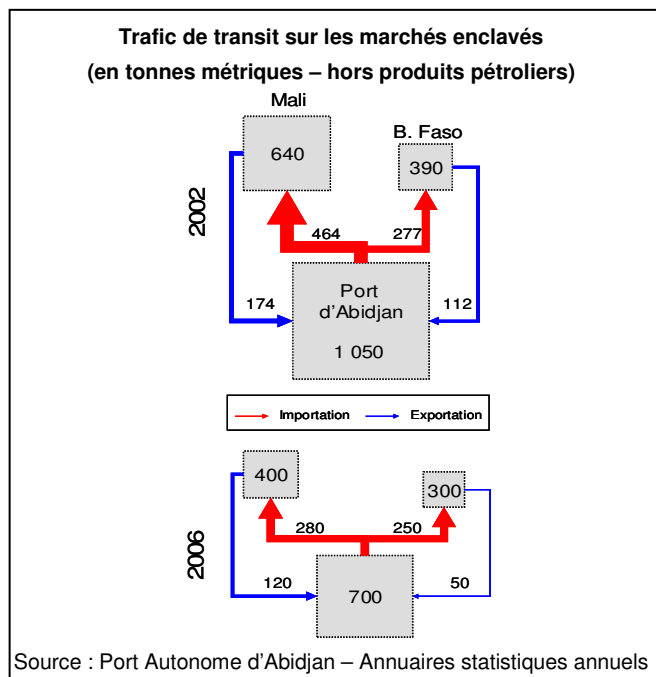 Trafic de transit sur les marchés enclavés
(en tonnes métriques – hors produits pétroliers)
Mali
B. Faso
640
390
2002
464
277
174
Port
d'Abidjan
112
1 050
Importation
Exportation
400
300
2006
280
250
120
700
50
Source : Port Autonome d'Abidjan – Annuaires statistiques annuels